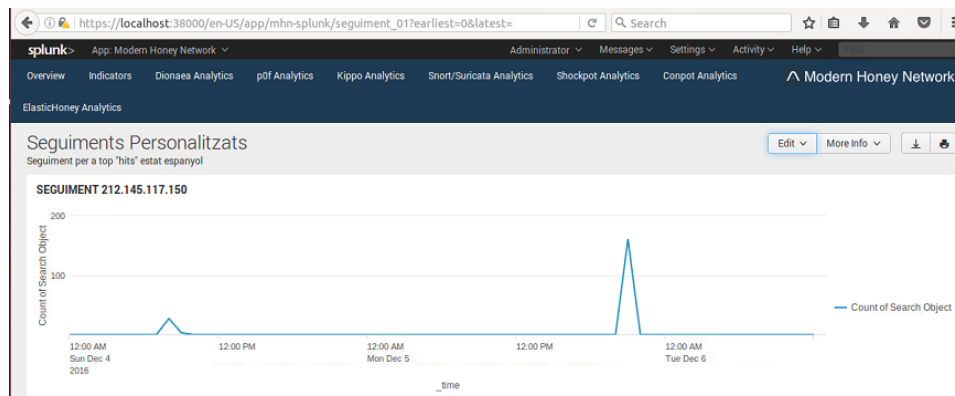 https://localhost:38000/en-US/app/mhn-splunk/seguiment_01?earliest=0&latest=
Search
splunk> App: Modern Honey Network Administrator Messages Settings Activity Help Find
Overview Indicators Dionaea Analytics p0f Analytics Kippo Analytics Snort/Suricata Analytics Shockpot Analytics Conpot Analytics Modern Honey Network
ElasticHoney Analytics
Seguiments Personalitzats
Edit More Info
Seguiment per a top "hits" estat espanyol
SEGUIMENT 212.145.117.150
200
100
Count of Search Object
Count of Search Object
12:00 AM 12:00 PM 12:00 AM 12:00 PM 12:00 AM
Sun Dec 4 Mon Dec 5 Tue Dec 6
2016
_time